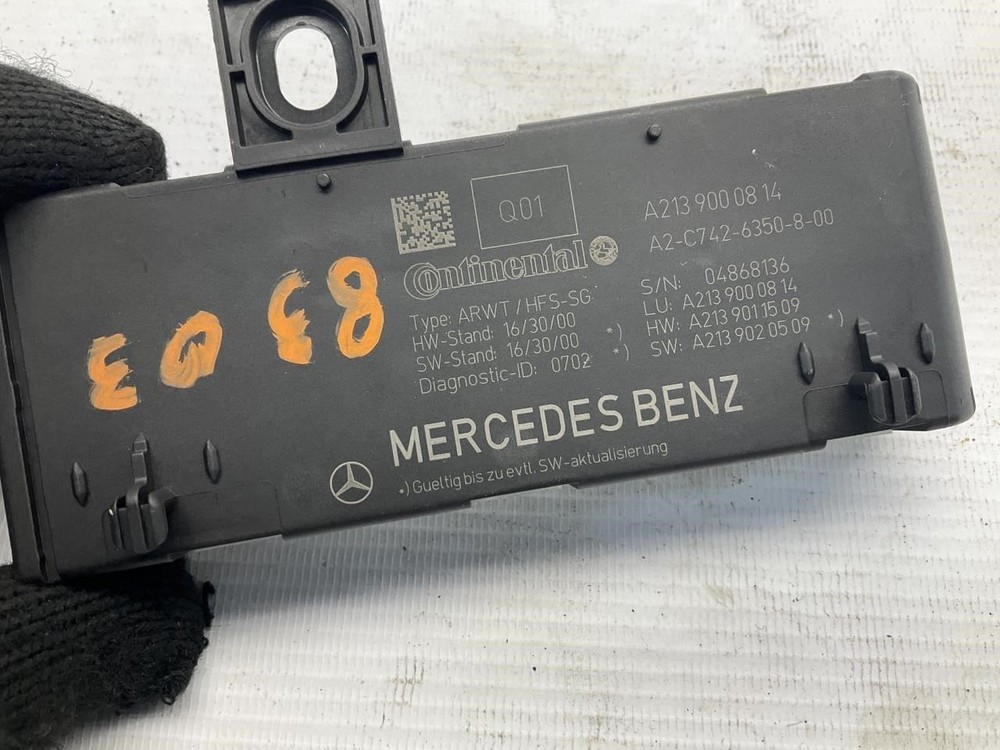 Q01
Continental
Type: ARWT/HFS-SG
HW-Stand: 16/30/00 *)
SW-Stand: 16/30/00 *)
Diagnostic-ID: 0702
A213 900 08 14
A2-C742-6350-8-00
S/N: 04868136
LU: A213 900 08 14
HW: A213 901 15 09
SW: A213 902 05 09 *)
MERCEDES BENZ
*) Gueltig bis zu evtl. SW-aktualisierung